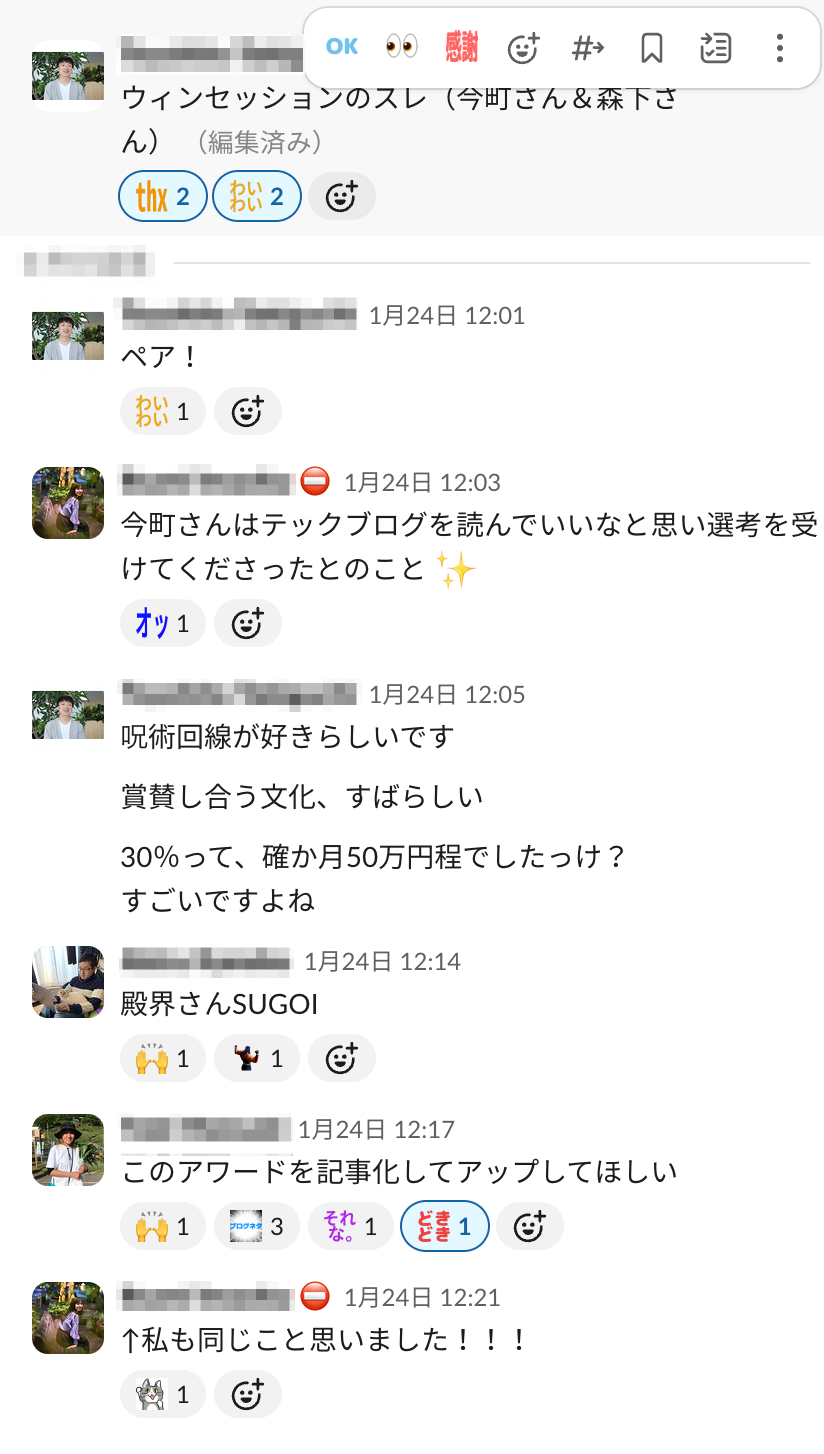 OK 感謝
ウィンセッションのスレ（今町さん＆森下さ
ん）（編集済み）
thx 2 わいわい 2
1月24日 12:01
ペア！
わいわい 1
1月24日 12:03
今町さんはテックブログを読んでいいなと思い選考を受
けてくださったとのこと
オッ 1
1月24日 12:05
呪術回線が好きらしいです
賞賛し合う文化、すばらしい
30％って、確か月50万円程でしたっけ？
すごいですよね
1月24日 12:14
殿界さんSUGOI
1 1
1月24日 12:17
このアワードを記事化してアップしてほしい
1 ブログネタ 3 それな。 1 どきどき 1
1月24日 12:21
↑私も同じこと思いました！！！
1